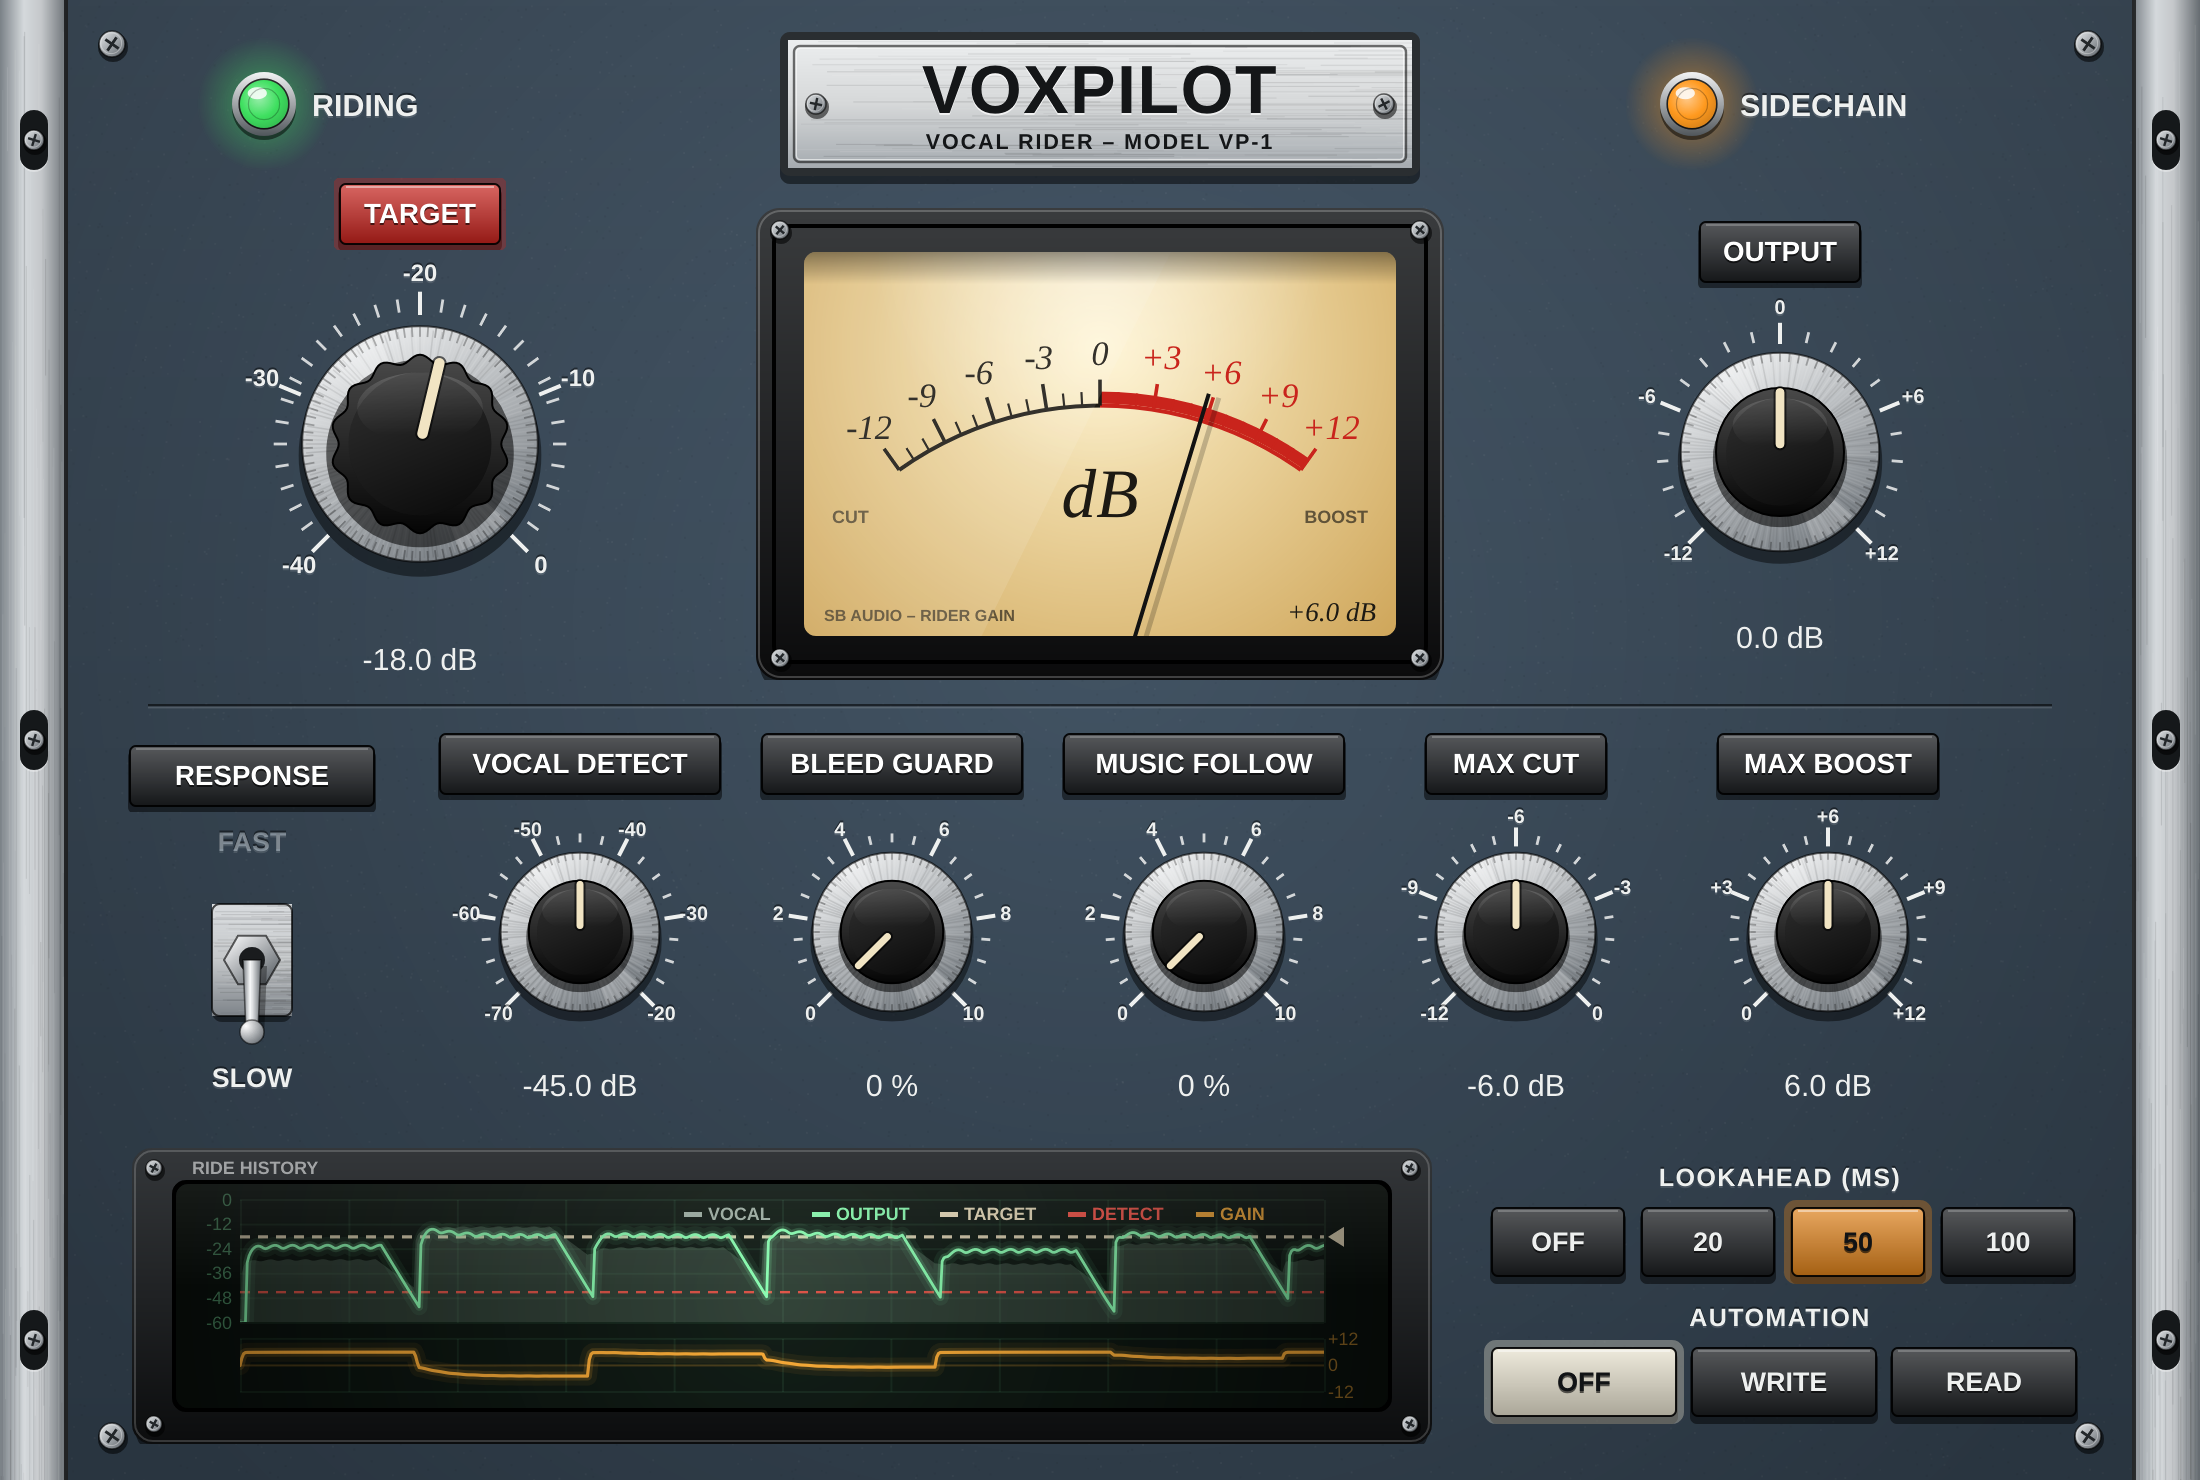 RIDING
VOXPILOT
VOCAL RIDER – MODEL VP-1
SIDECHAIN
TARGET
-20
-30
-10
-40
0
-18.0 dB
-12
-9
-6
-3
0
+3
+6
+9
+12
dB
CUT
BOOST
SB AUDIO – RIDER GAIN
+6.0 dB
OUTPUT
0
-6
+6
-12
+12
0.0 dB
RESPONSE
FAST
SLOW
VOCAL DETECT
-50
-40
-60
-30
-70
-20
-45.0 dB
BLEED GUARD
4
6
2
8
0
10
0 %
MUSIC FOLLOW
4
6
2
8
0
10
0 %
MAX CUT
-6
-9
-3
-12
0
-6.0 dB
MAX BOOST
+6
+3
+9
0
+12
6.0 dB
RIDE HISTORY
VOCAL OUTPUT TARGET DETECT GAIN
0
-12
-24
-36
-48
-60
+12
0
-12
LOOKAHEAD (MS)
OFF 20 50 100
AUTOMATION
OFF WRITE READ